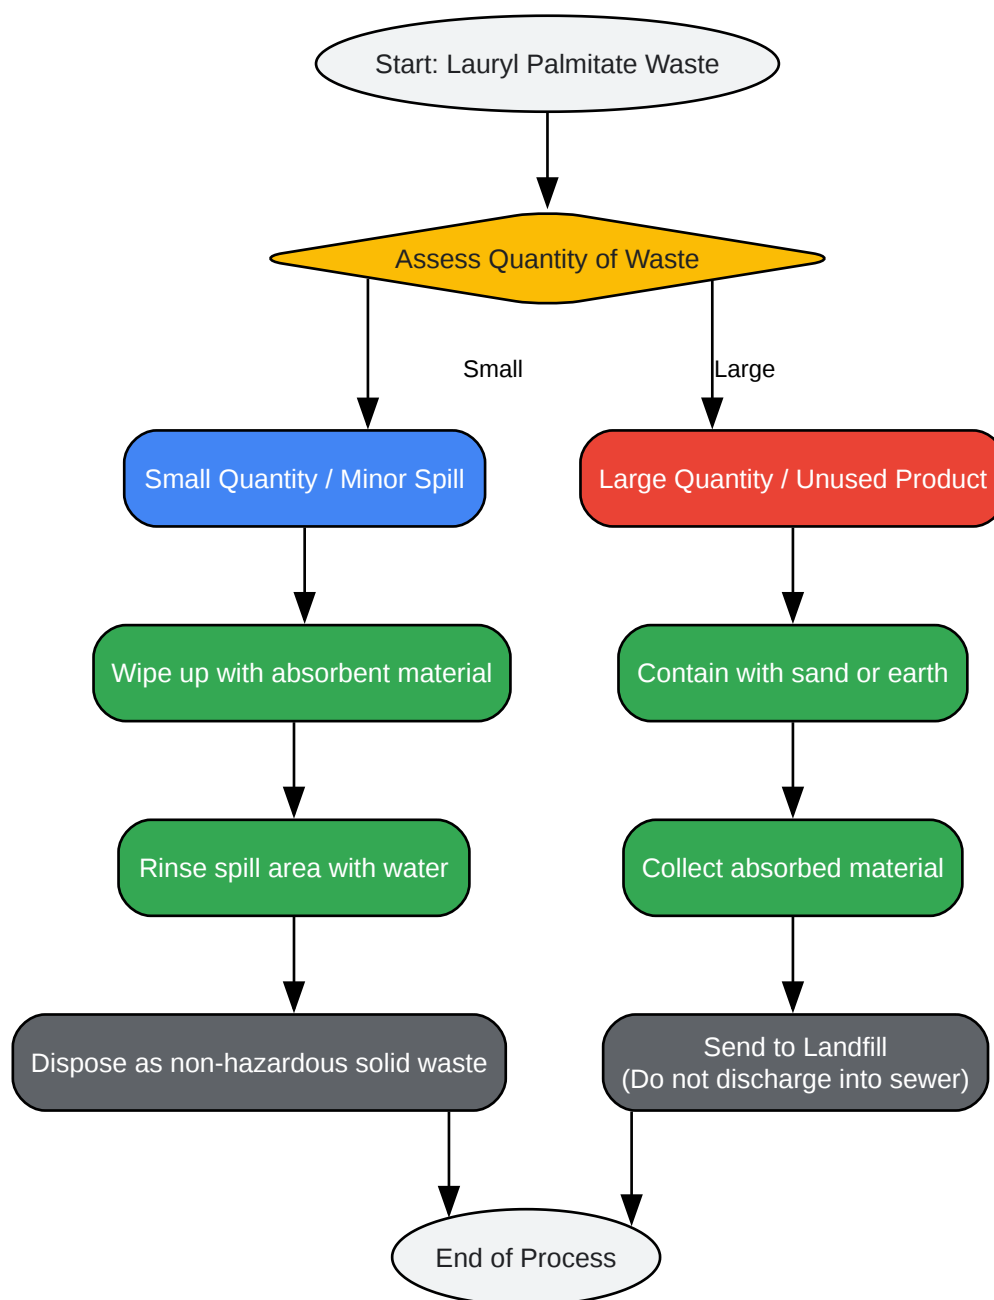 Start: Lauryl Palmitate Waste
Assess Quantity of Waste
Small
Large
Small Quantity / Minor Spill
Large Quantity / Unused Product
Wipe up with absorbent material
Contain with sand or earth
Rinse spill area with water
Collect absorbed material
Dispose as non-hazardous solid waste
Send to Landfill
(Do not discharge into sewer)
End of Process